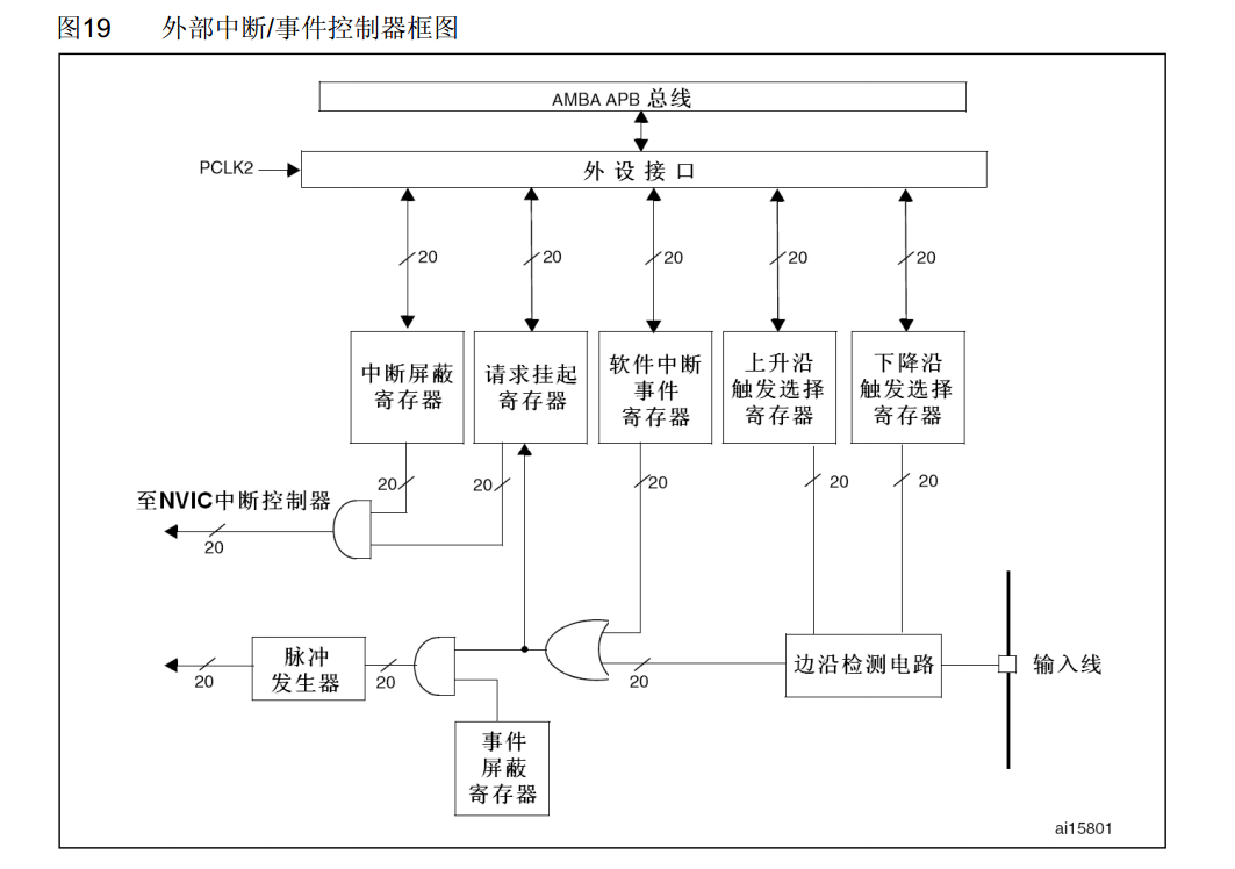 图19 外部中断/事件控制器框图
AMBA APB 总线
PCLK2
外设接口
20
20
20
20
20
中断屏蔽
寄存器
请求挂起
寄存器
软件中断
事件
寄存器
上升沿
触发选择
寄存器
下降沿
触发选择
寄存器
20
20
20
20
20
至NVIC中断控制器
20
脉冲
发生器
20
20
20
边沿检测电路
输入线
事件
屏蔽
寄存器
ai15801